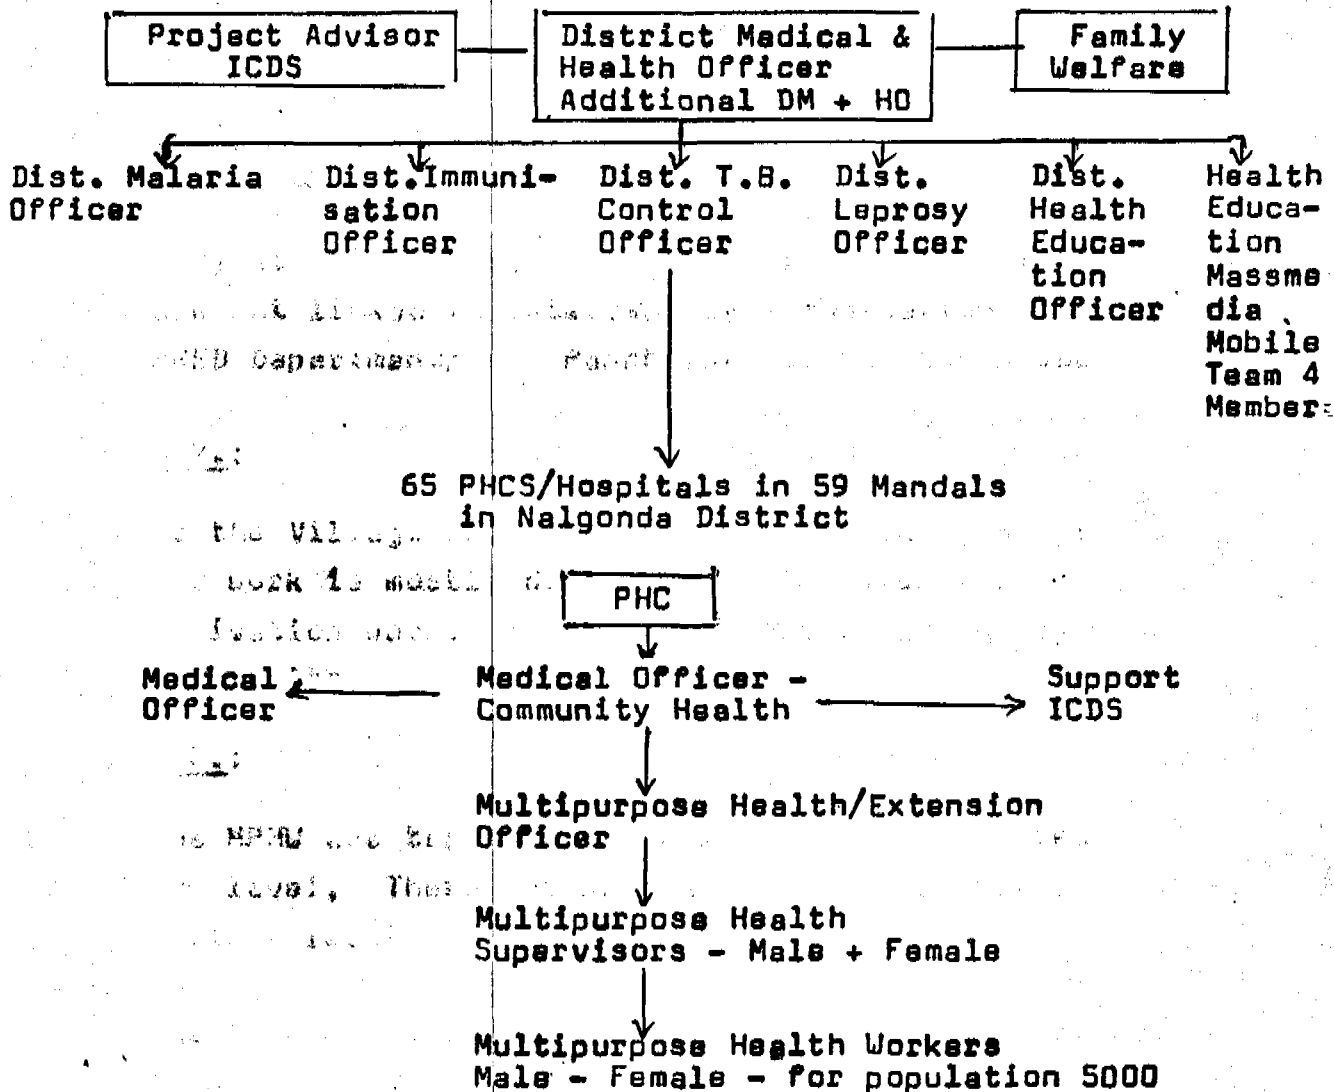 Project Advisor
ICDS
District Medical &
Health Officer
Additional DM + HO
Family
Welfare
Dist. Malaria
Officer
Dist.Immuni-
sation
Officer
Dist. T.B.
Control
Officer
Dist.
Leprosy
Officer
Dist.
Health
Educa-
tion
Officer
Health
Educa-
tion
Massme
dia
Mobile
Team 4
Member
65 PHCS/Hospitals in 59 Mandals
in Nalgonda District
PHC
Medical
Officer
Medical Officer -
Community Health
Support
ICDS
Multipurpose Health/Extension
Officer
Multipurpose Health
Supervisors - Male + Female
Multipurpose Health Workers
Male - Female - for population 5000